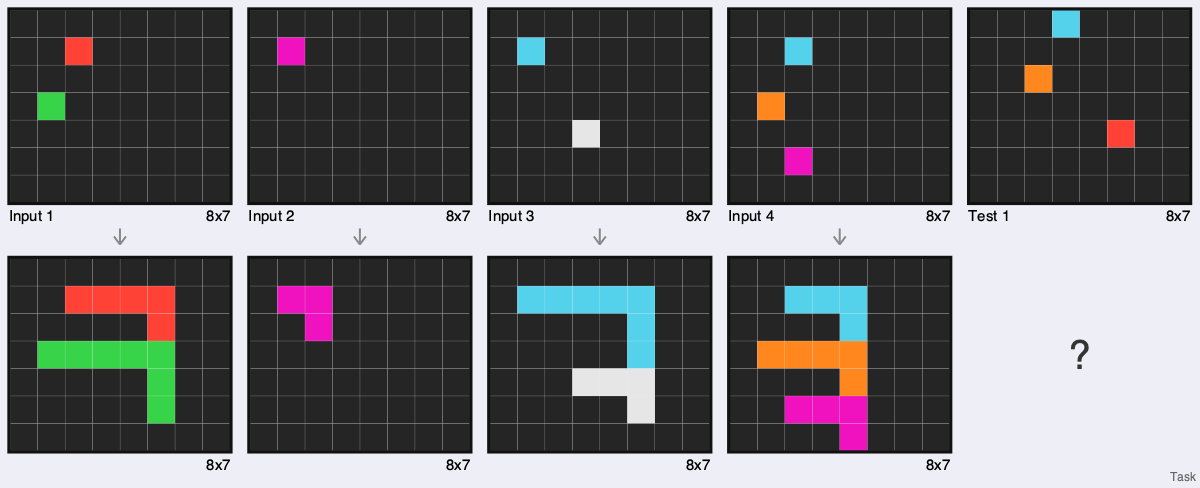 Input 1 8x7
Input 2 8x7
Input 3 8x7
Input 4 8x7
Test 1 8x7
?
8x7
8x7
8x7
8x7
Task